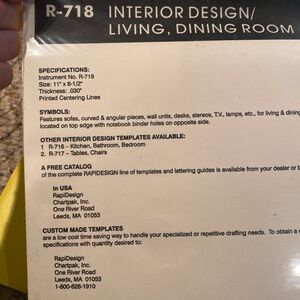 R-718 INTERIOR DESIGN/
LIVING, DINING ROOM
SPECIFICATIONS:
Instrument No. R-718
Size: 11" x 8-1/2"
Thickness: .030"
Printed Centering Lines
SYMBOLS:
Features sofas, curved & angular pieces, wall units, desks, stereos, T.V., lamps, etc., for living & dining
located on top edge with notebook binder holes on opposite side.
OTHER INTERIOR DESIGN TEMPLATES AVAILABLE:
1 R-716 - Kitchen, Bathroom, Bedroom
2. R-717 - Tables, Chairs
A FREE CATALOG
of the complete RAPIDESIGN line of templates and lettering guides is available from your dealer or b
In USA
RapiDesign
Chartpak, Inc.
One River Road
Leeds, MA 01053
CUSTOM MADE TEMPLATES
are a low cost time saving way to handle your specialized or repetitive drafting needs. To obtain a
specifications with quantity desired to:
RapiDesign
Chartpak, Inc.
One River Road
Leeds, MA 01053
1-800-628-1910